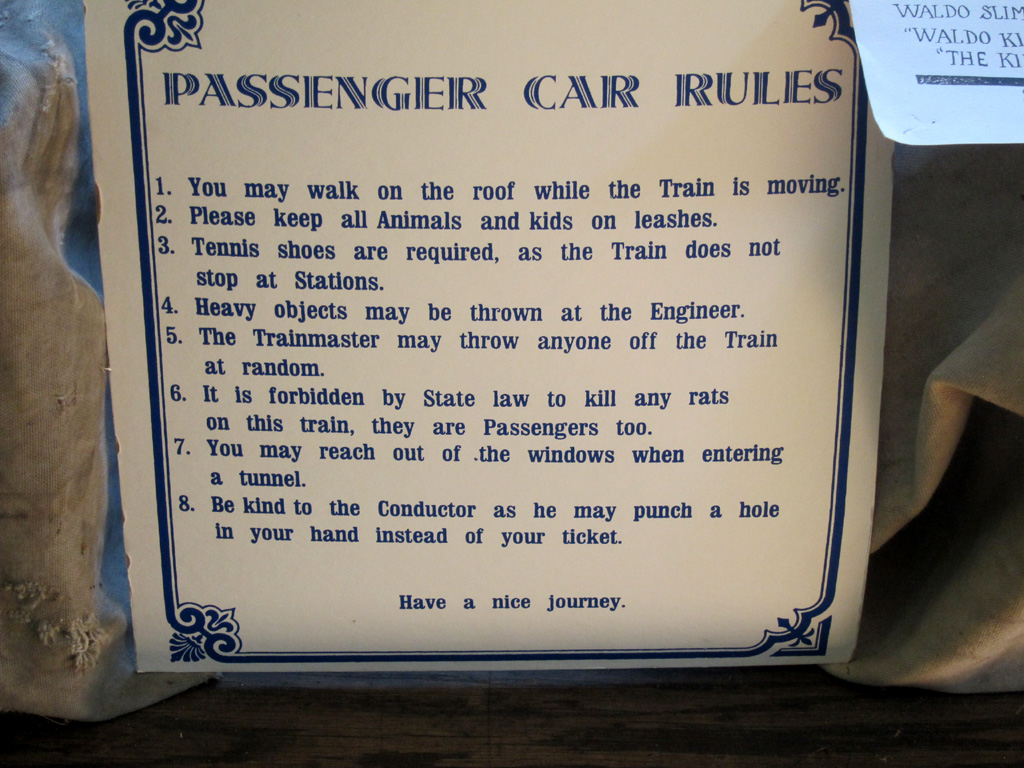 WALDO
"WALDO
"THE
PASSENGER CAR RULES
1. You may walk on the roof while the Train is moving.
2. Please keep all Animals and kids on leashes.
3. Tennis shoes are required, as the Train does not
stop at Stations.
4. Heavy objects may be thrown at the Engineer.
5. The Trainmaster may throw anyone off the Train
at random.
6. It is forbidden by State law to kill any rats
on this train, they are Passengers too.
7. You may reach out of the windows when entering
a tunnel.
8. Be kind to the Conductor as he may punch a hole
in your hand instead of your ticket.
Have a nice journey.